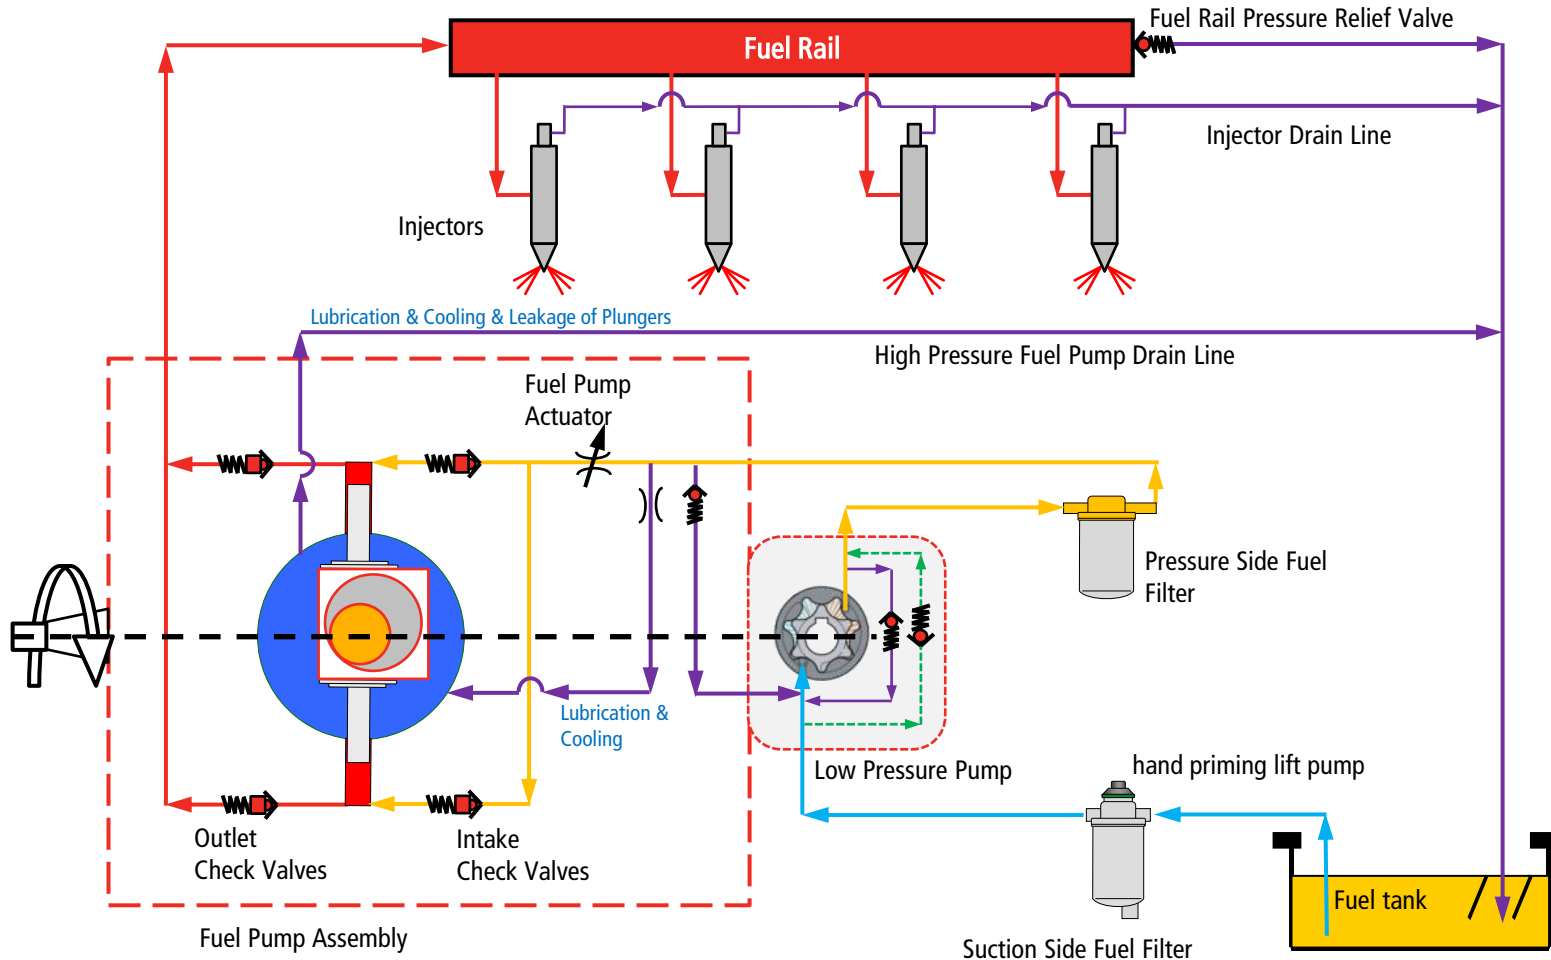 Fuel Rail Pressure Relief Valve
Fuel Rail
Injector Drain Line
Injectors
Lubrication & Cooling & Leakage of Plungers
High Pressure Fuel Pump Drain Line
Fuel Pump
Actuator
Pressure Side Fuel
Filter
Lubrication &
Cooling
Low Pressure Pump
hand priming lift pump
Outlet
Check Valves
Intake
Check Valves
Fuel tank
Fuel Pump Assembly
Suction Side Fuel Filter